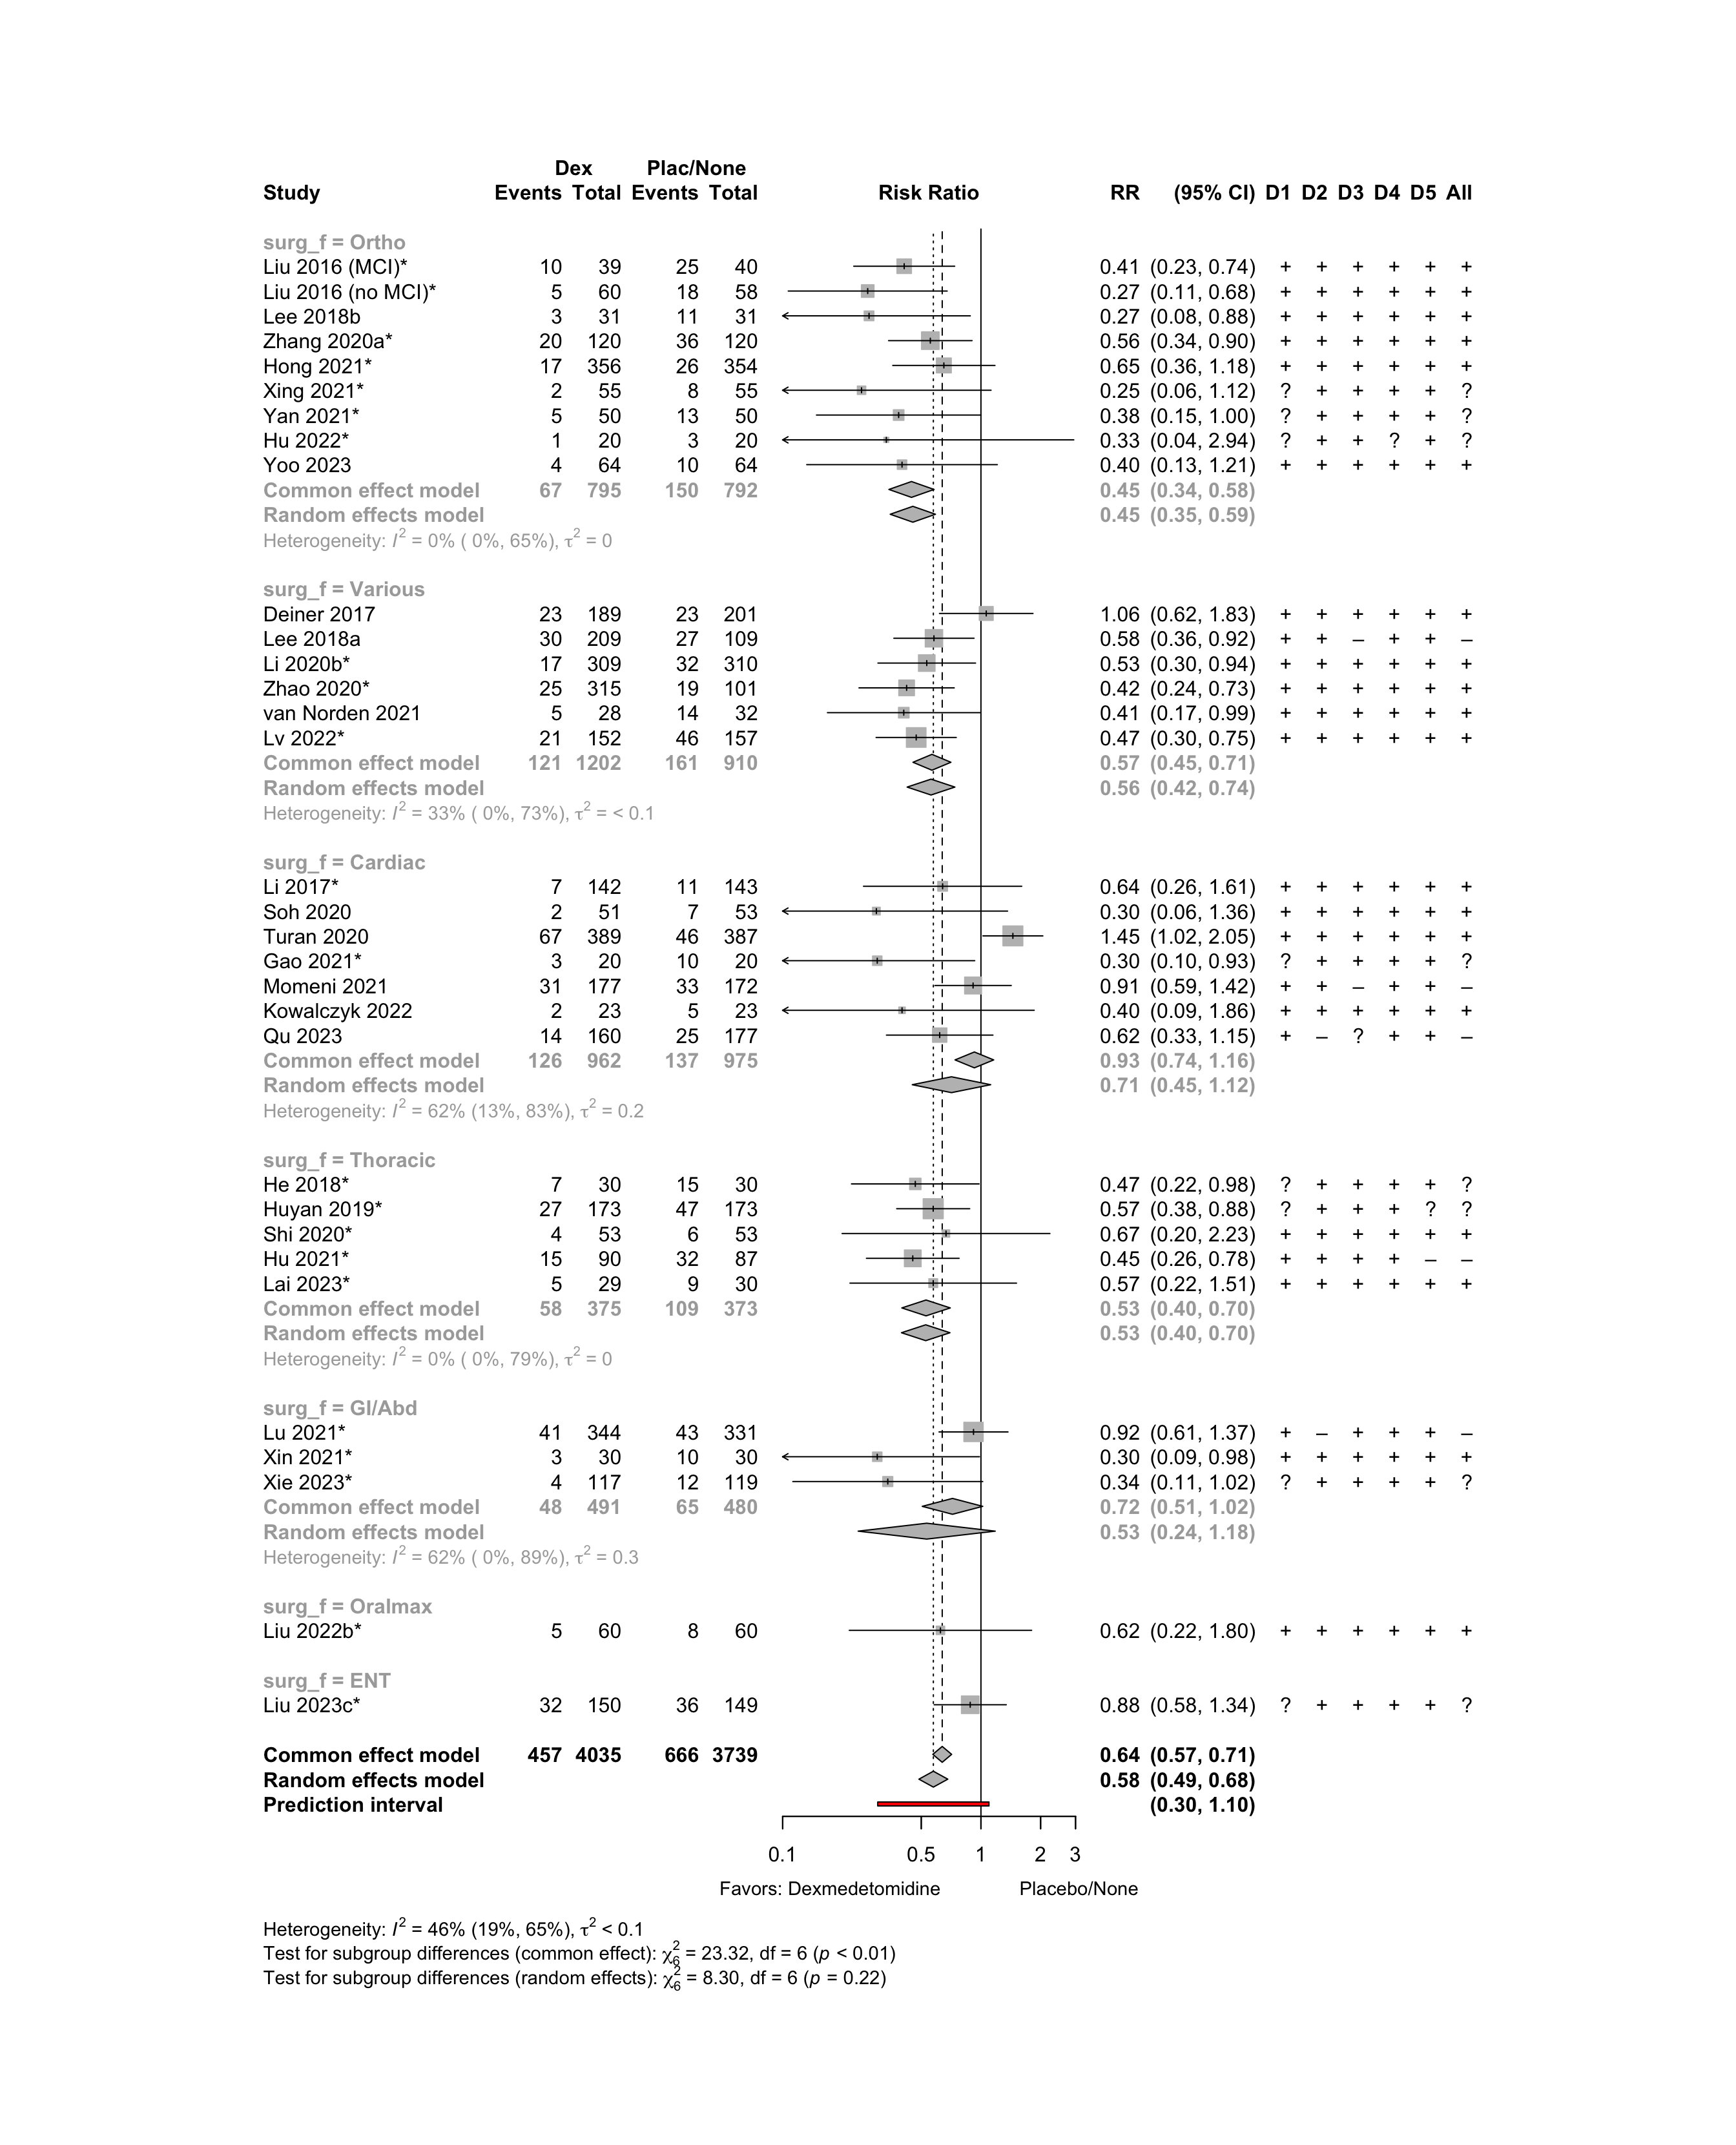 Dex Plac/None
Study Events Total Events Total Risk Ratio RR (95% CI) D1 D2 D3 D4 D5 All
surg_f = Ortho
Liu 2016 (MCI)* 10 39 25 40 0.41 (0.23, 0.74) + + + + + +
Liu 2016 (no MCI)* 5 60 18 58 0.27 (0.11, 0.68) + + + + + +
Lee 2018b 3 31 11 31 0.27 (0.08, 0.88) + + + + + +
Zhang 2020a* 20 120 36 120 0.56 (0.34, 0.90) + + + + + +
Hong 2021* 17 356 26 354 0.65 (0.36, 1.18) + + + + + +
Xing 2021* 2 55 8 55 0.25 (0.06, 1.12) ? + + + + ?
Yan 2021* 5 50 13 50 0.38 (0.15, 1.00) ? + + + + ?
Hu 2022* 1 20 3 20 0.33 (0.04, 2.94) ? + + ? + ?
Yoo 2023 4 64 10 64 0.40 (0.13, 1.21) + + + + + +
Common effect model 67 795 150 792 0.45 (0.34, 0.58)
Random effects model 0.45 (0.35, 0.59)
Heterogeneity: I² = 0% ( 0%, 65%), τ² = 0
surg_f = Various
Deiner 2017 23 189 23 201 1.06 (0.62, 1.83) + + + + + +
Lee 2018a 30 209 27 109 0.58 (0.36, 0.92) + + – + + –
Li 2020b* 17 309 32 310 0.53 (0.30, 0.94) + + + + + +
Zhao 2020* 25 315 19 101 0.42 (0.24, 0.73) + + + + + +
van Norden 2021 5 28 14 32 0.41 (0.17, 0.99) + + + + + +
Lv 2022* 21 152 46 157 0.47 (0.30, 0.75) + + + + + +
Common effect model 121 1202 161 910 0.57 (0.45, 0.71)
Random effects model 0.56 (0.42, 0.74)
Heterogeneity: I² = 33% ( 0%, 73%), τ² = < 0.1
surg_f = Cardiac
Li 2017* 7 142 11 143 0.64 (0.26, 1.61) + + + + + +
Soh 2020 2 51 7 53 0.30 (0.06, 1.36) + + + + + +
Turan 2020 67 389 46 387 1.45 (1.02, 2.05) + + + + + +
Gao 2021* 3 20 10 20 0.30 (0.10, 0.93) ? + + + + ?
Momeni 2021 31 177 33 172 0.91 (0.59, 1.42) + + – + + –
Kowalczyk 2022 2 23 5 23 0.40 (0.09, 1.86) + + + + + +
Qu 2023 14 160 25 177 0.62 (0.33, 1.15) + – ? + + –
Common effect model 126 962 137 975 0.93 (0.74, 1.16)
Random effects model 0.71 (0.45, 1.12)
Heterogeneity: I² = 62% (13%, 83%), τ² = 0.2
surg_f = Thoracic
He 2018* 7 30 15 30 0.47 (0.22, 0.98) ? + + + + ?
Huyan 2019* 27 173 47 173 0.57 (0.38, 0.88) ? + + + ? ?
Shi 2020* 4 53 6 53 0.67 (0.20, 2.23) + + + + + +
Hu 2021* 15 90 32 87 0.45 (0.26, 0.78) + + + + – –
Lai 2023* 5 29 9 30 0.57 (0.22, 1.51) + + + + + +
Common effect model 58 375 109 373 0.53 (0.40, 0.70)
Random effects model 0.53 (0.40, 0.70)
Heterogeneity: I² = 0% ( 0%, 79%), τ² = 0
surg_f = GI/Abd
Lu 2021* 41 344 43 331 0.92 (0.61, 1.37) + – + + + –
Xin 2021* 3 30 10 30 0.30 (0.09, 0.98) + + + + + +
Xie 2023* 4 117 12 119 0.34 (0.11, 1.02) ? + + + + ?
Common effect model 48 491 65 480 0.72 (0.51, 1.02)
Random effects model 0.53 (0.24, 1.18)
Heterogeneity: I² = 62% ( 0%, 89%), τ² = 0.3
surg_f = Oralmax
Liu 2022b* 5 60 8 60 0.62 (0.22, 1.80) + + + + + +
surg_f = ENT
Liu 2023c* 32 150 36 149 0.88 (0.58, 1.34) ? + + + + ?
Common effect model 457 4035 666 3739 0.64 (0.57, 0.71)
Random effects model 0.58 (0.49, 0.68)
Prediction interval (0.30, 1.10)
0.1 0.5 1 2 3
Favors: Dexmedetomidine Placebo/None
Heterogeneity: I² = 46% (19%, 65%), τ² < 0.1
Test for subgroup differences (common effect): χ²₆ = 23.32, df = 6 (p < 0.01)
Test for subgroup differences (random effects): χ²₆ = 8.30, df = 6 (p = 0.22)